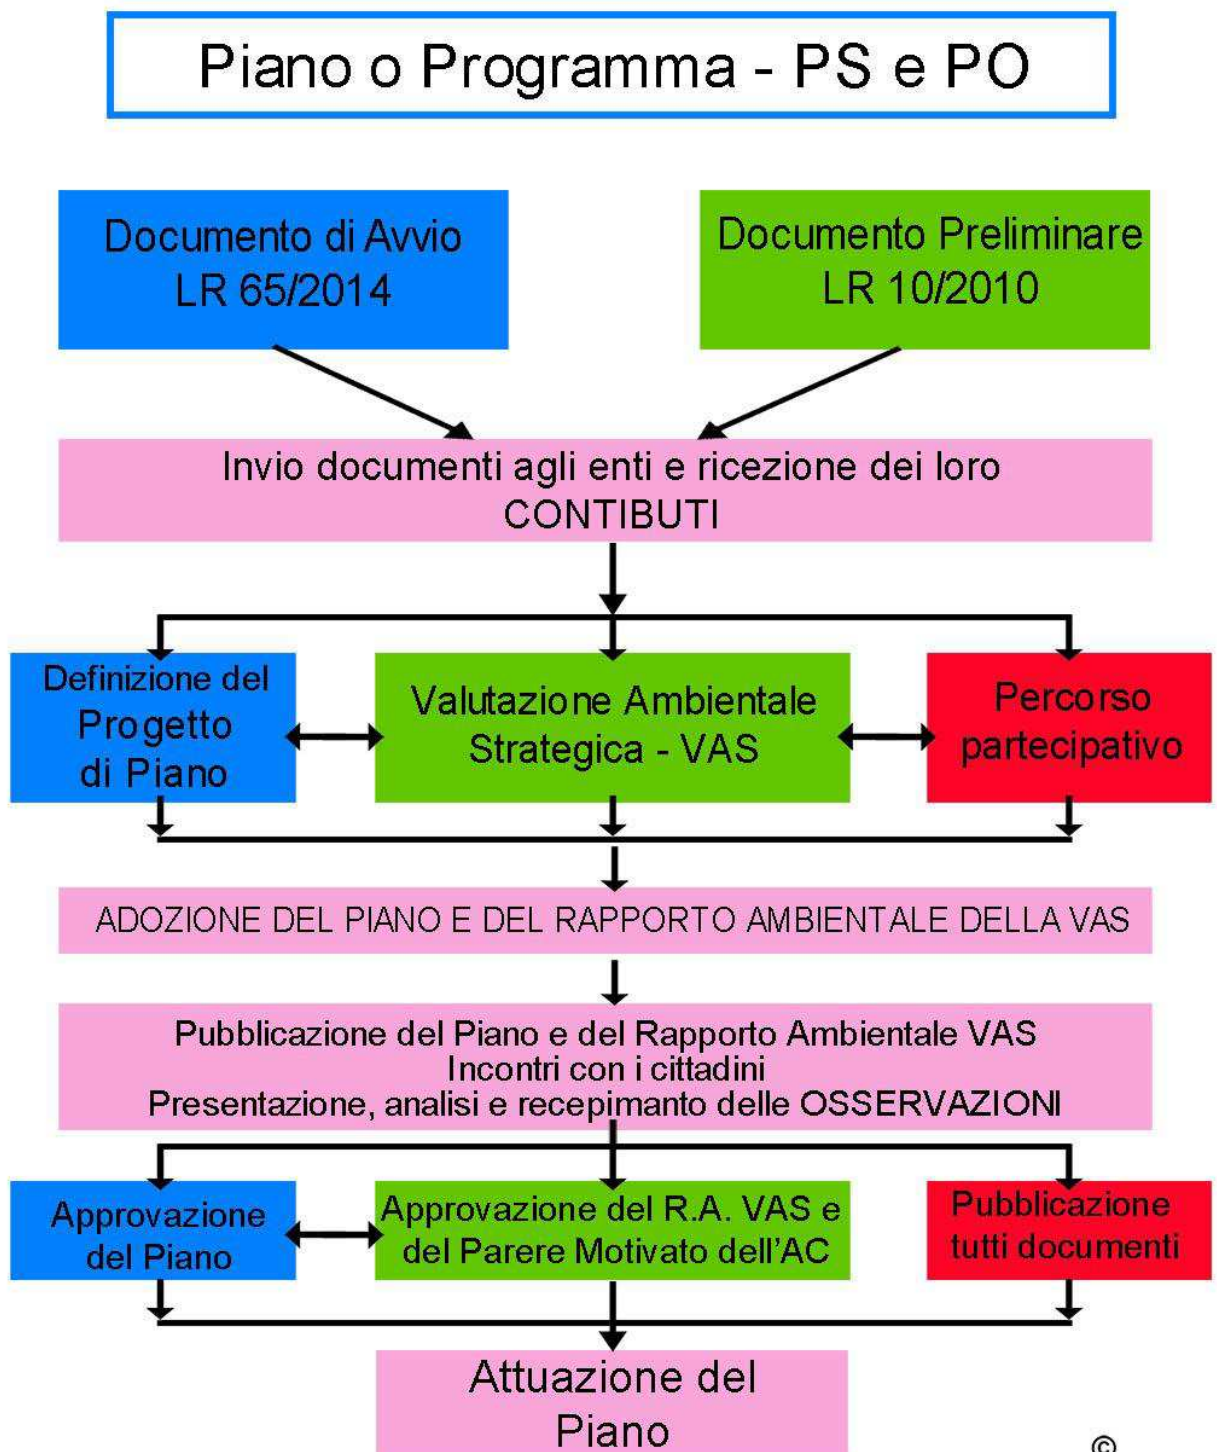 Piano o Programma - PS e PO
Documento di Avvio
LR 65/2014
Documento Preliminare
LR 10/2010
Invio documenti agli enti e ricezione dei loro
CONTIBUTI
Definizione del
Progetto
di Piano
Valutazione Ambientale
Strategica - VAS
Percorso
partecipativo
ADOZIONE DEL PIANO E DEL RAPPORTO AMBIENTALE DELLA VAS
Pubblicazione del Piano e del Rapporto Ambientale VAS
Incontri con i cittadini
Presentazione, analisi e recepimanto delle OSSERVAZIONI
Approvazione
del Piano
Approvazione del R.A. VAS e
del Parere Motivato dell'AC
Pubblicazione
tutti documenti
Attuazione del
Piano
©